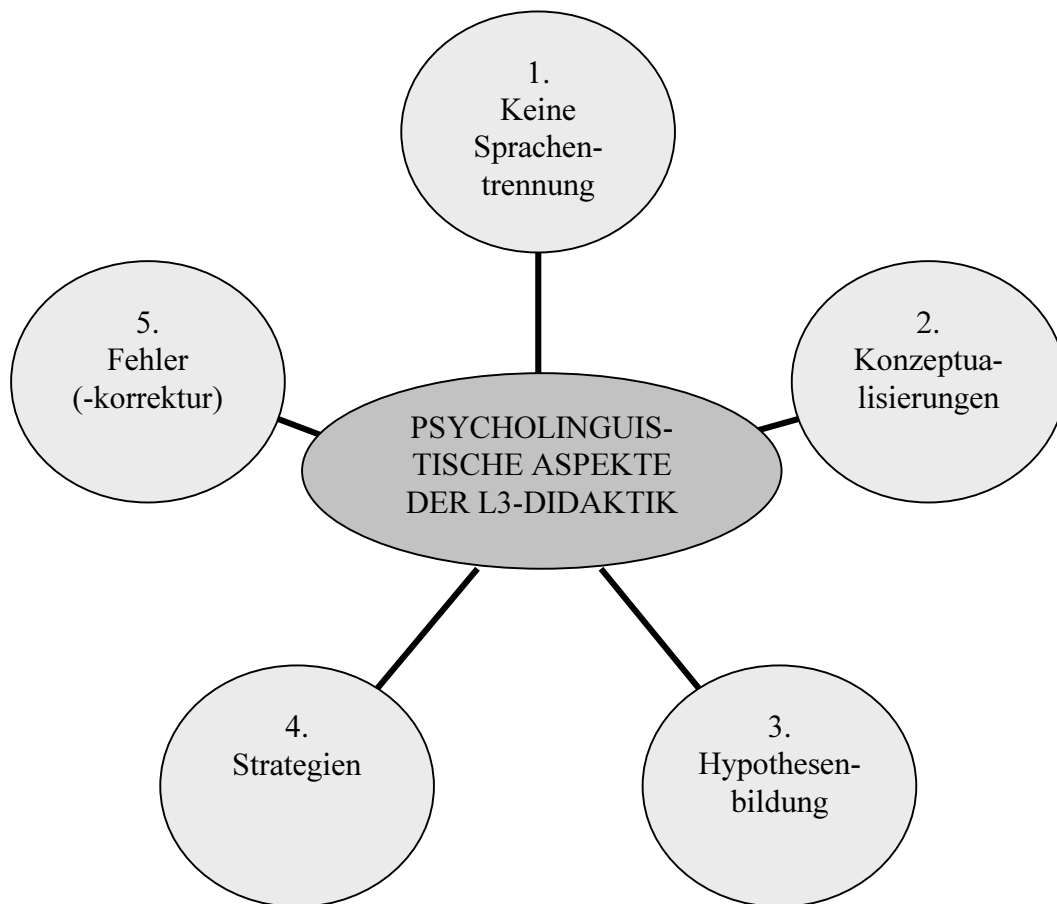 1.
Keine
Sprachen-
trennung
5.
Fehler
(-korrektur)
2.
Konzeptua-
lisierungen
PSYCHOLINGUIS-
TISCHE ASPEKTE
DER L3-DIDAKTIK
4.
Strategien
3.
Hypothesen-
bildung